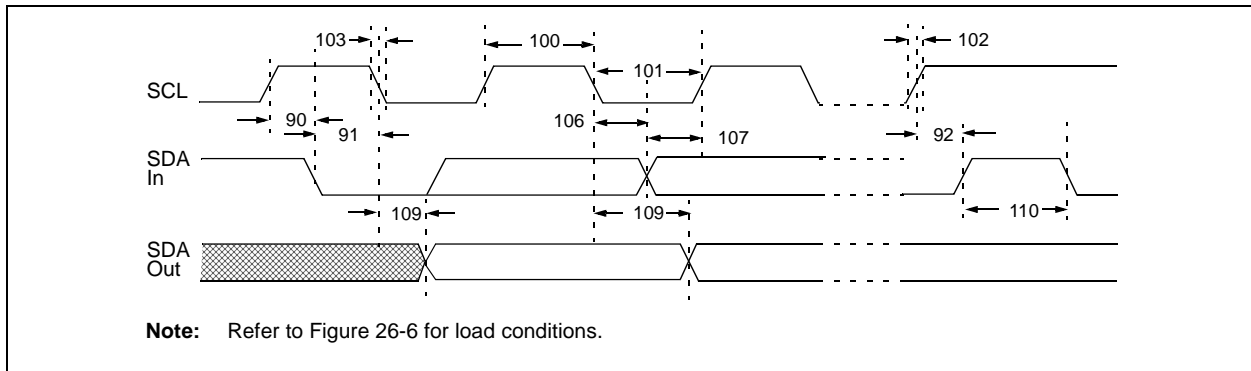 103
100
102
101
SCL
90
91
106
107
92
SDA
In
109
109
110
SDA
Out
Note: Refer to Figure 26-6 for load conditions.